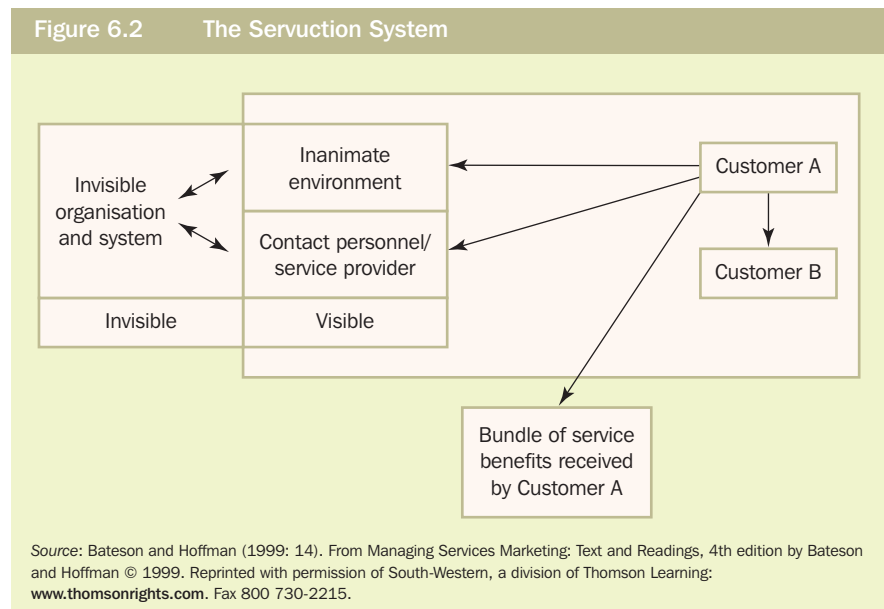 Figure 6.2 The Servuction System
Invisible
organisation
and system
Inanimate
environment
Contact personnel/
service provider
Invisible
Visible
Customer A
Customer B
Bundle of service
benefits received
by Customer A
Source: Bateson and Hoffman (1999: 14). From Managing Services Marketing: Text and Readings, 4th edition by Bateson
and Hoffman © 1999. Reprinted with permission of South-Western, a division of Thomson Learning:
www.thomsonrights.com. Fax 800 730-2215.